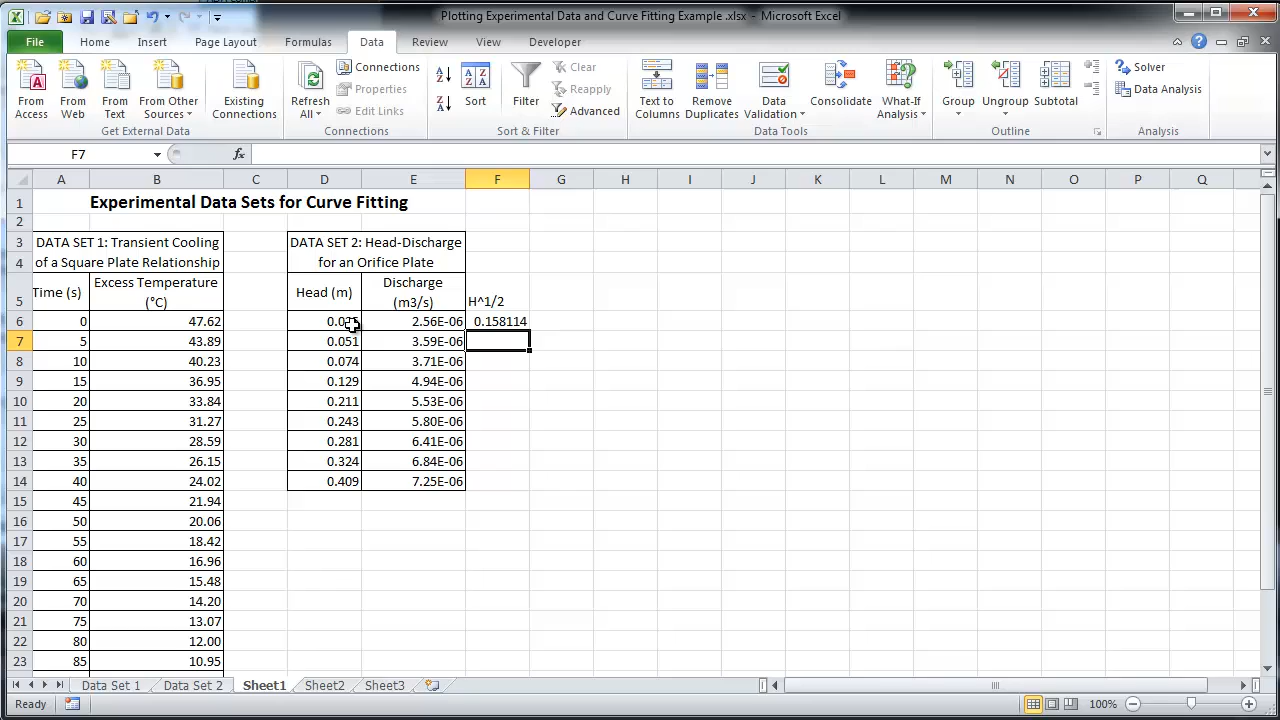 Plotting Experimental Data and Curve Fitting Example .xlsx - Microsoft Excel
File Home Insert Page Layout Formulas Data Review View Developer
From Access
From Web
From Text
From Other Sources
Existing Connections
Get External Data
Refresh All
Connections
Properties
Edit Links
Connections
Sort
Filter
Clear
Reapply
Advanced
Sort & Filter
Text to Columns
Remove Duplicates
Data Validation
Consolidate
What-If Analysis
Data Tools
Group
Ungroup
Subtotal
Outline
Solver
Data Analysis
Analysis
F7 fx
A B C D E F G H I J K L M N O P Q
1 Experimental Data Sets for Curve Fitting
2
3 DATA SET 1: Transient Cooling DATA SET 2: Head-Discharge
4 of a Square Plate Relationship for an Orifice Plate
5 Time (s) Excess Temperature (°C) Head (m) Discharge (m3/s) H^1/2
6 0 47.62 2.56E-06 0.158114
7 5 43.89 0.051 3.59E-06
8 10 40.23 0.074 3.71E-06
9 15 36.95 0.129 4.94E-06
10 20 33.84 0.211 5.53E-06
11 25 31.27 0.243 5.80E-06
12 30 28.59 0.281 6.41E-06
13 35 26.15 0.324 6.84E-06
14 40 24.02 0.409 7.25E-06
15 45 21.94
16 50 20.06
17 55 18.42
18 60 16.96
19 65 15.48
20 70 14.20
21 75 13.07
22 80 12.00
23 85 10.95
Data Set 1 Data Set 2 Sheet1 Sheet2 Sheet3
Ready 100%